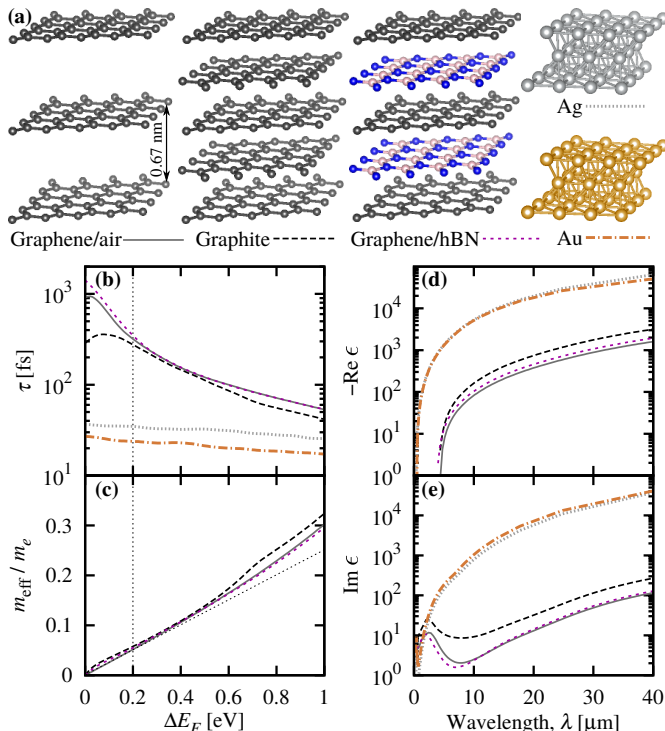 (a)
0.67 nm
Ag
Graphene/air
Graphite
Graphene/hBN
Au
(b)
10³
10²
10¹
τ [fs]
(c)
0.3
0.2
0.1
0
m_eff / m_e
0 0.2 0.4 0.6 0.8 1
ΔE_F [eV]
(d)
10⁴
10³
10²
10¹
10⁰
−Re ϵ
(e)
10⁴
10³
10²
10¹
10⁰
Im ϵ
10 20 30 40
Wavelength, λ [μm]